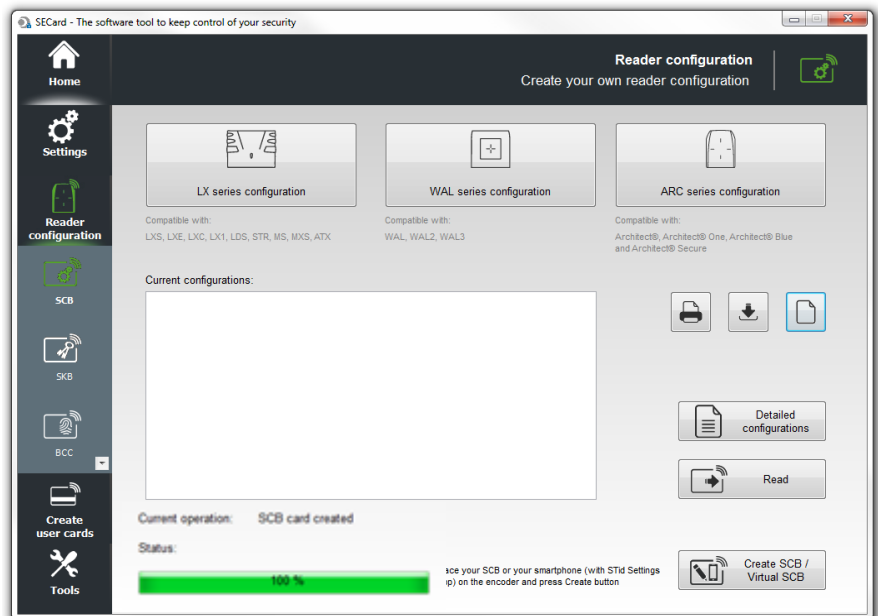 SECard - The software tool to keep control of your security
Home
Reader configuration
Create your own reader configuration
Settings
Reader
configuration
SCB
SKB
BCC
Create
user cards
Tools
LX series configuration
WAL series configuration
ARC series configuration
Compatible with:
LXS, LXE, LXC, LX1, LDS, STR, MS, MXS, ATX
Compatible with:
WAL, WAL2, WAL3
Compatible with:
Architect®, Architect® One, Architect® Blue
and Architect® Secure
Current configurations:
Detailed
configurations
Read
Current operation: SCB card created
Status:
100 %
ace your SCB or your smartphone (with STid Settings
p) on the encoder and press Create button
Create SCB /
Virtual SCB